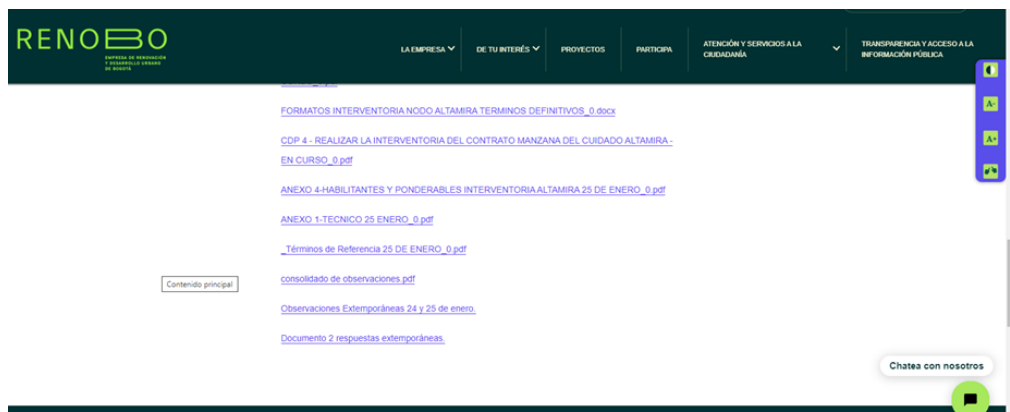 RENOBO
EMPRESA DE RENOVACIÓN
Y DESARROLLO URBANO
DE BOGOTÁ
LA EMPRESA
DE TU INTERÉS
PROYECTOS
PARTICIPA
ATENCIÓN Y SERVICIOS A LA
CIUDADANÍA
TRANSPARENCIA Y ACCESO A LA
INFORMACIÓN PÚBLICA
A-
A+
FORMATOS INTERVENTORIA NODO ALTAMIRA TERMINOS DEFINITIVOS_0.docx
CDP 4 - REALIZAR LA INTERVENTORIA DEL CONTRATO MANZANA DEL CUIDADO ALTAMIRA -
EN CURSO_0.pdf
ANEXO 4-HABILITANTES Y PONDERABLES INTERVENTORIA ALTAMIRA 25 DE ENERO_0.pdf
ANEXO 1-TECNICO 25 ENERO_0.pdf
_Términos de Referencia 25 DE ENERO_0.pdf
Contenido principal
consolidado de observaciones.pdf
Observaciones Extemporáneas 24 y 25 de enero.
Documento 2 respuestas extemporáneas.
Chatea con nosotros